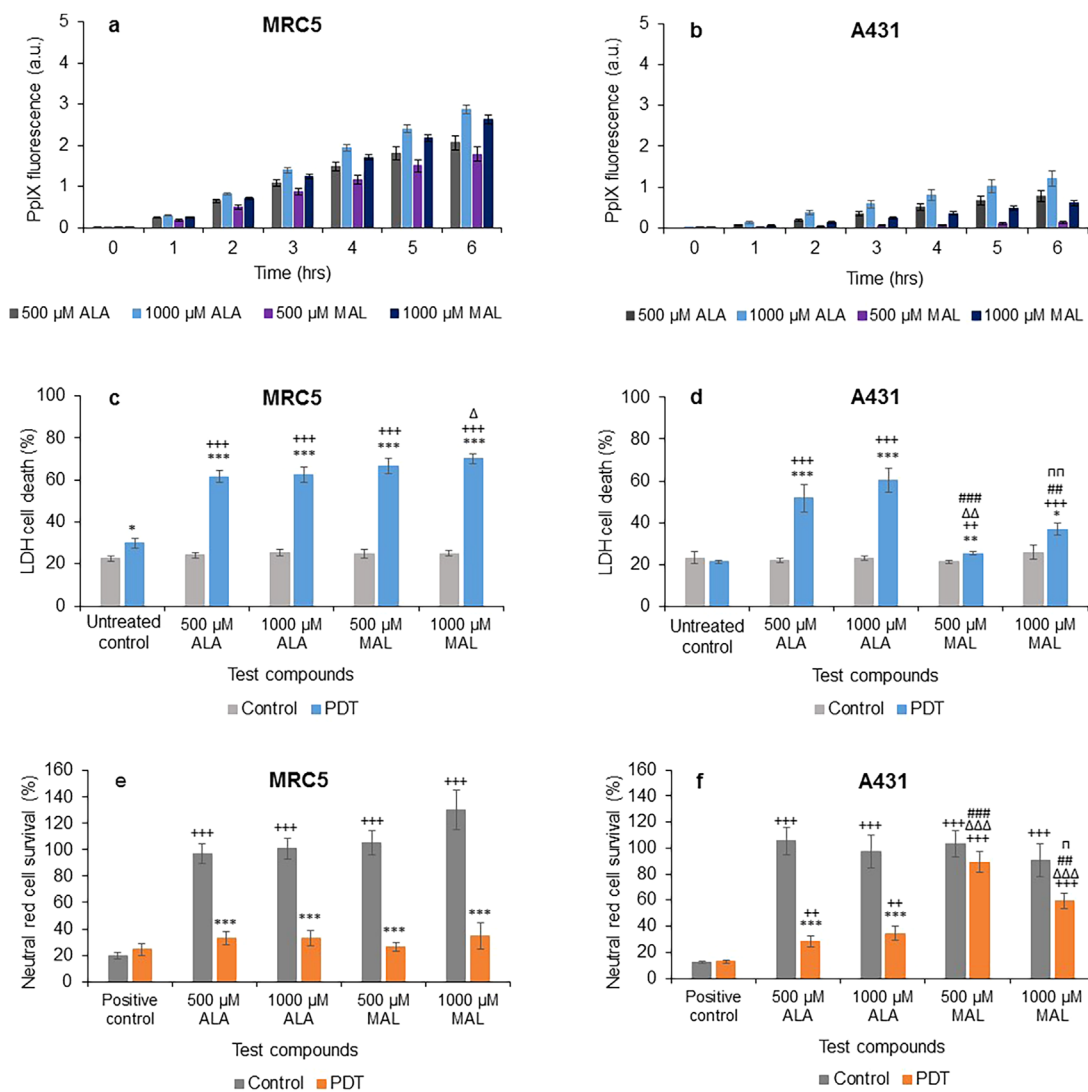 a MRC5
PpIX fluorescence (a.u.)
5
4
3
2
1
0
0 1 2 3 4 5 6
Time (hrs)
500 µM ALA 1000 µM ALA 500 µM MAL 1000 µM MAL
b A431
PpIX fluorescence (a.u.)
5
4
3
2
1
0
0 1 2 3 4 5 6
Time (hrs)
500 µM ALA 1000 µM ALA 500 µM MAL 1000 µM MAL
c MRC5
LDH cell death (%)
100
80
60
40
20
0
*
+++
***
+++
***
+++
***
Δ
+++
***
Untreated
control
500 µM
ALA
1000 µM
ALA
500 µM
MAL
1000 µM
MAL
Test compounds
Control PDT
d A431
LDH cell death (%)
100
80
60
40
20
0
+++
***
+++
***
###
ΔΔ
++
**
ππ
##
+++
*
Untreated
control
500 µM
ALA
1000 µM
ALA
500 µM
MAL
1000 µM
MAL
Test compounds
Control PDT
e MRC5
Neutral red cell survival (%)
160
140
120
100
80
60
40
20
0
+++
***
+++
***
+++
***
+++
***
Positive
control
500 µM
ALA
1000 µM
ALA
500 µM
MAL
1000 µM
MAL
Test compounds
Control PDT
f A431
Neutral red cell survival (%)
160
140
120
100
80
60
40
20
0
+++
++
***
+++
++
***
+++
###
ΔΔΔ
+++
+++
π
##
ΔΔΔ
+++
Positive
control
500 µM
ALA
1000 µM
ALA
500 µM
MAL
1000 µM
MAL
Test compounds
Control PDT